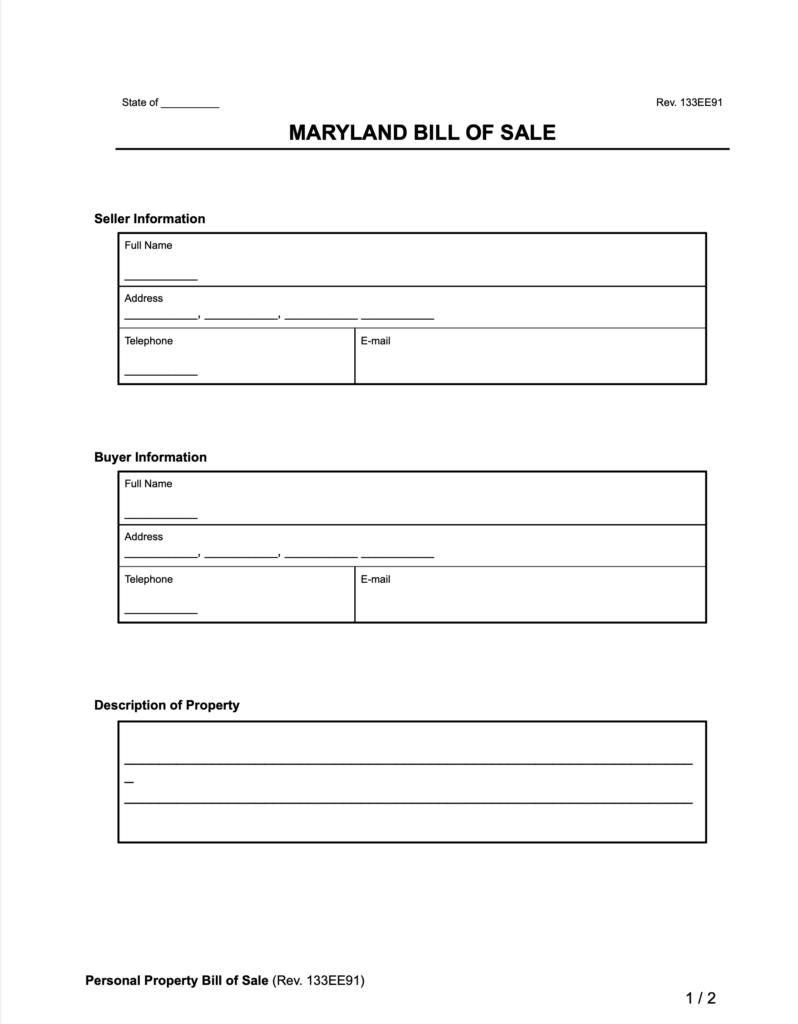 State of __________ Rev. 133EE91
MARYLAND BILL OF SALE
Seller Information
Full Name
____________
Address
____________, ____________, ____________ ____________
Telephone E-mail
____________
Buyer Information
Full Name
____________
Address
____________, ____________, ____________ ____________
Telephone E-mail
____________
Description of Property
Personal Property Bill of Sale (Rev. 133EE91)
1 / 2